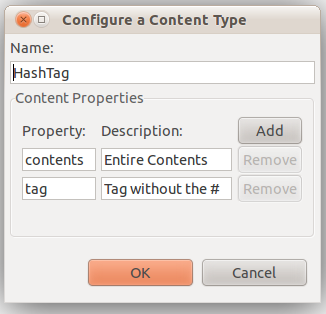 Configure a Content Type
Name:
HashTag
Content Properties
Property: Description: Add
contents Entire Contents Remove
tag Tag without the # Remove
OK Cancel